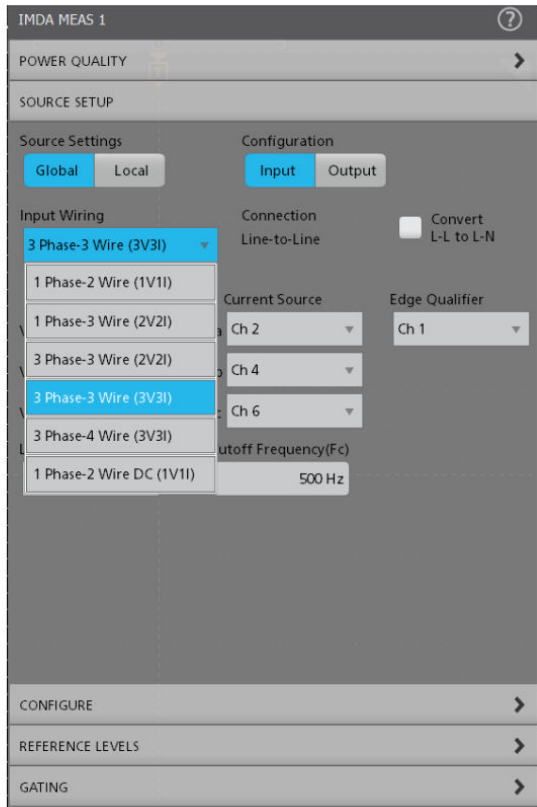 IMDA MEAS 1 ?
POWER QUALITY
SOURCE SETUP
Source Settings Configuration
Global Local Input Output
Input Wiring Connection Convert
3 Phase-3 Wire (3V3I) Line-to-Line L-L to L-N
1 Phase-2 Wire (1V1I)
Current Source Edge Qualifier
1 Phase-3 Wire (2V2I) Ch 2 Ch 1
3 Phase-3 Wire (2V2I) Ch 4
3 Phase-3 Wire (3V3I) Ch 6
3 Phase-4 Wire (3V3I)
Frequency(Fc)
1 Phase-2 Wire DC (1V1I) 500 Hz
CONFIGURE
REFERENCE LEVELS
GATING